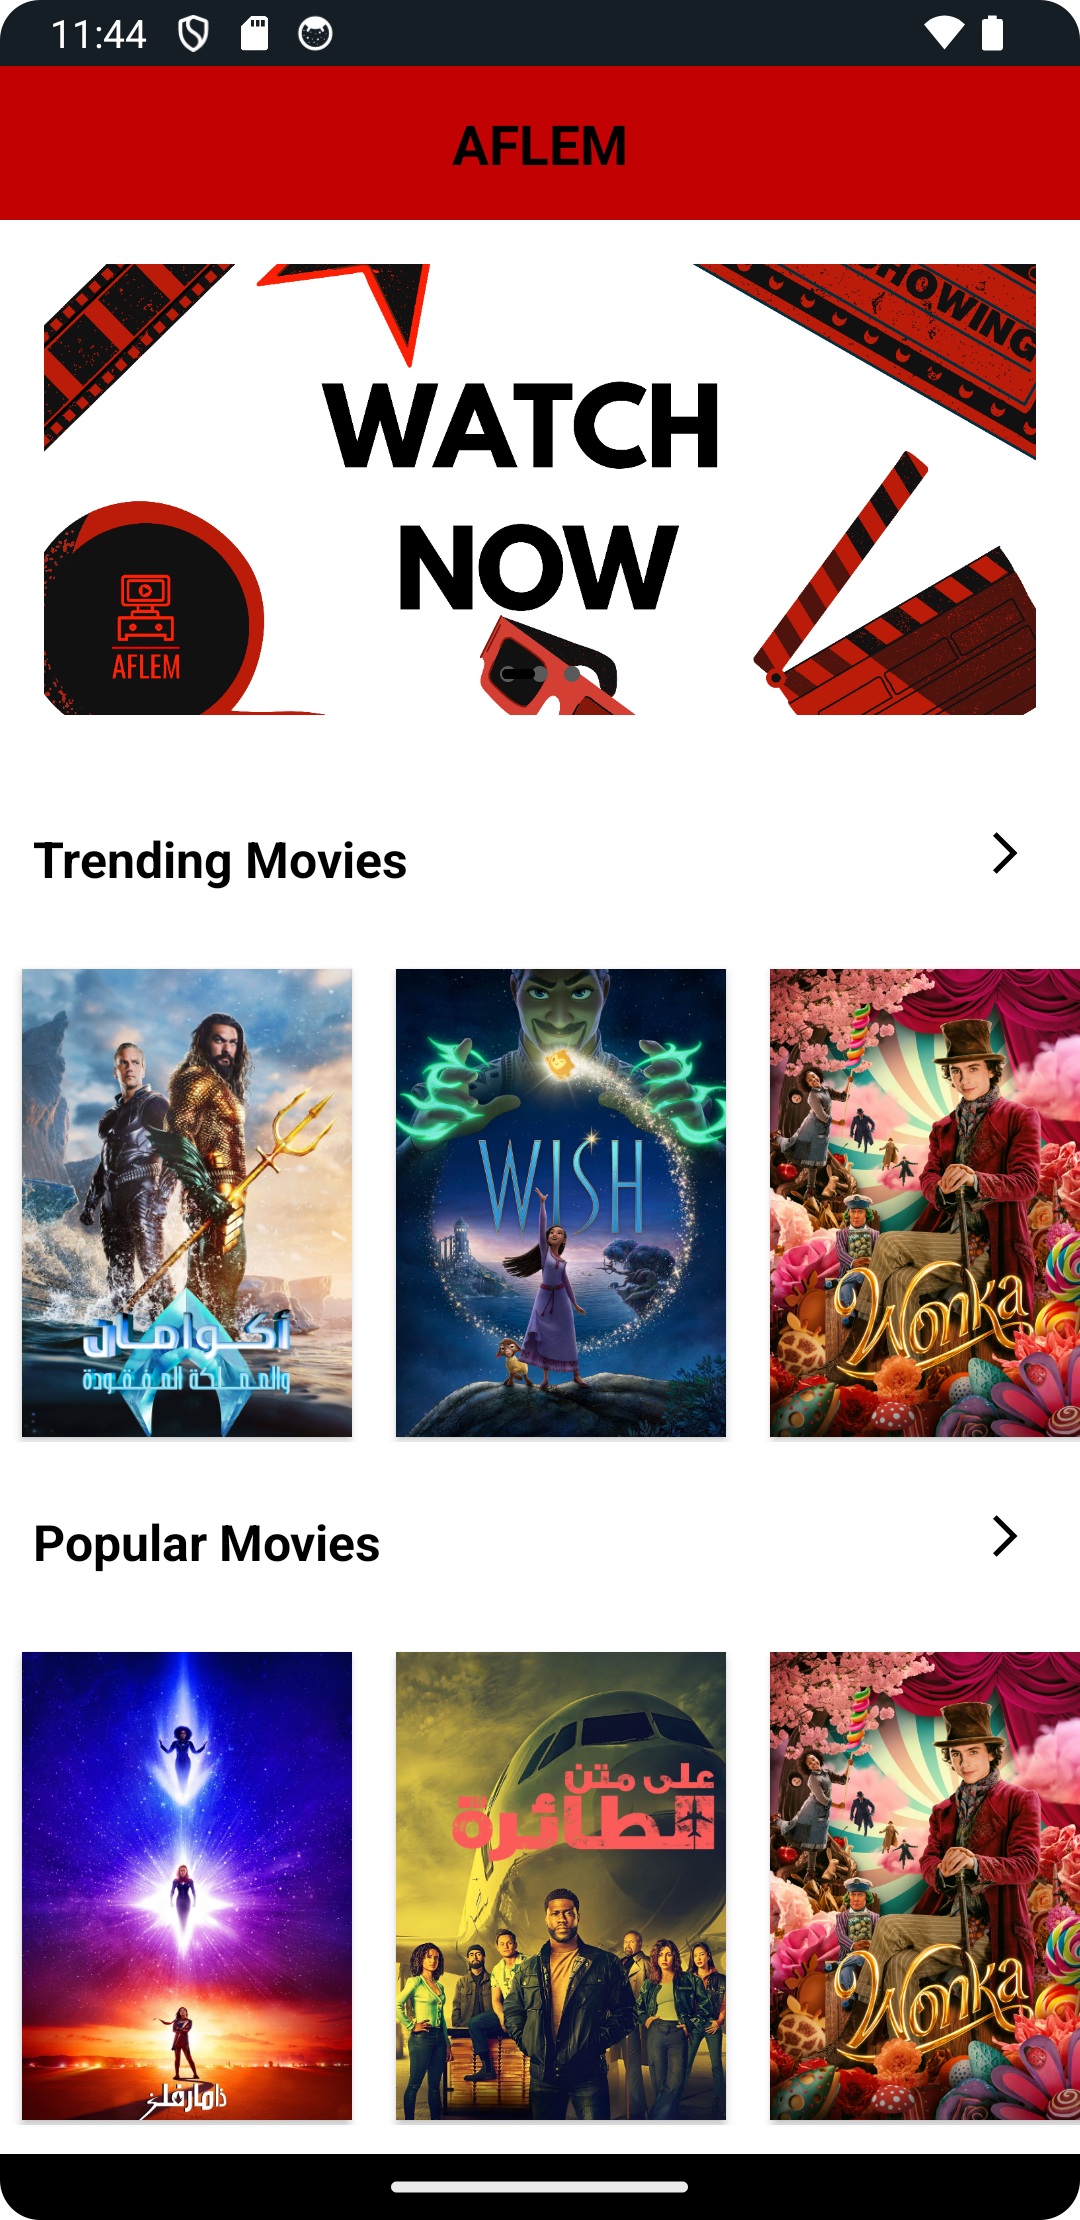 11:44
AFLEM
SHOWING
WATCH
NOW
AFLEM
Trending Movies
أكوامان
والمملكة المفقودة
WISH
Wonka
Popular Movies
ذا مارفلز
على متن
الطائرة
Wonka